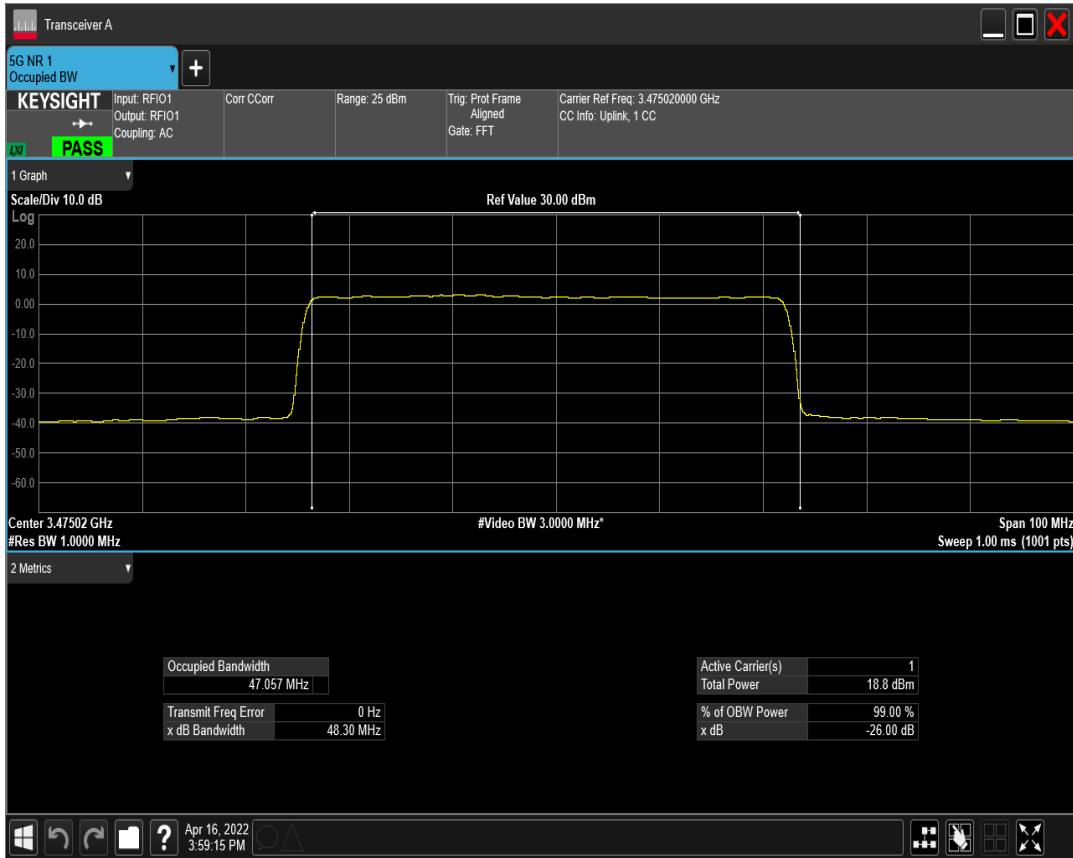 Transceiver A
5G NR 1
Occupied BW
+
KEYSIGHT
LXI
PASS
Input: RFIO1
Output: RFIO1
Coupling: AC
Corr CCorr
Range: 25 dBm
Trig: Prot Frame
Aligned
Gate: FFT
Carrier Ref Freq: 3.475020000 GHz
CC Info: Uplink, 1 CC
1 Graph
Scale/Div 10.0 dB
Ref Value 30.00 dBm
Log
20.0
10.0
0.00
-10.0
-20.0
-30.0
-40.0
-50.0
-60.0
Center 3.47502 GHz
#Video BW 3.0000 MHz*
Span 100 MHz
#Res BW 1.0000 MHz
Sweep 1.00 ms (1001 pts)
2 Metrics
Occupied Bandwidth
47.057 MHz
Transmit Freq Error 0 Hz
x dB Bandwidth 48.30 MHz
Active Carrier(s) 1
Total Power 18.8 dBm
% of OBW Power 99.00 %
x dB -26.00 dB
?
Apr 16, 2022
3:59:15 PM